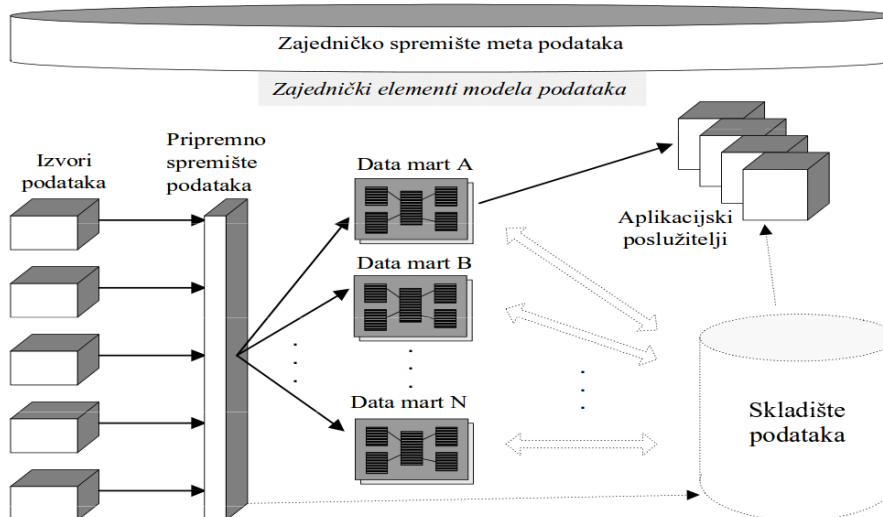 Zajedničko spremište meta podataka
Zajednički elementi modela podataka
Izvori
podataka
Pripremno
spremište
podataka
Data mart A
Aplikacijski
poslužitelji
Data mart B
Data mart N
Skladište
podataka